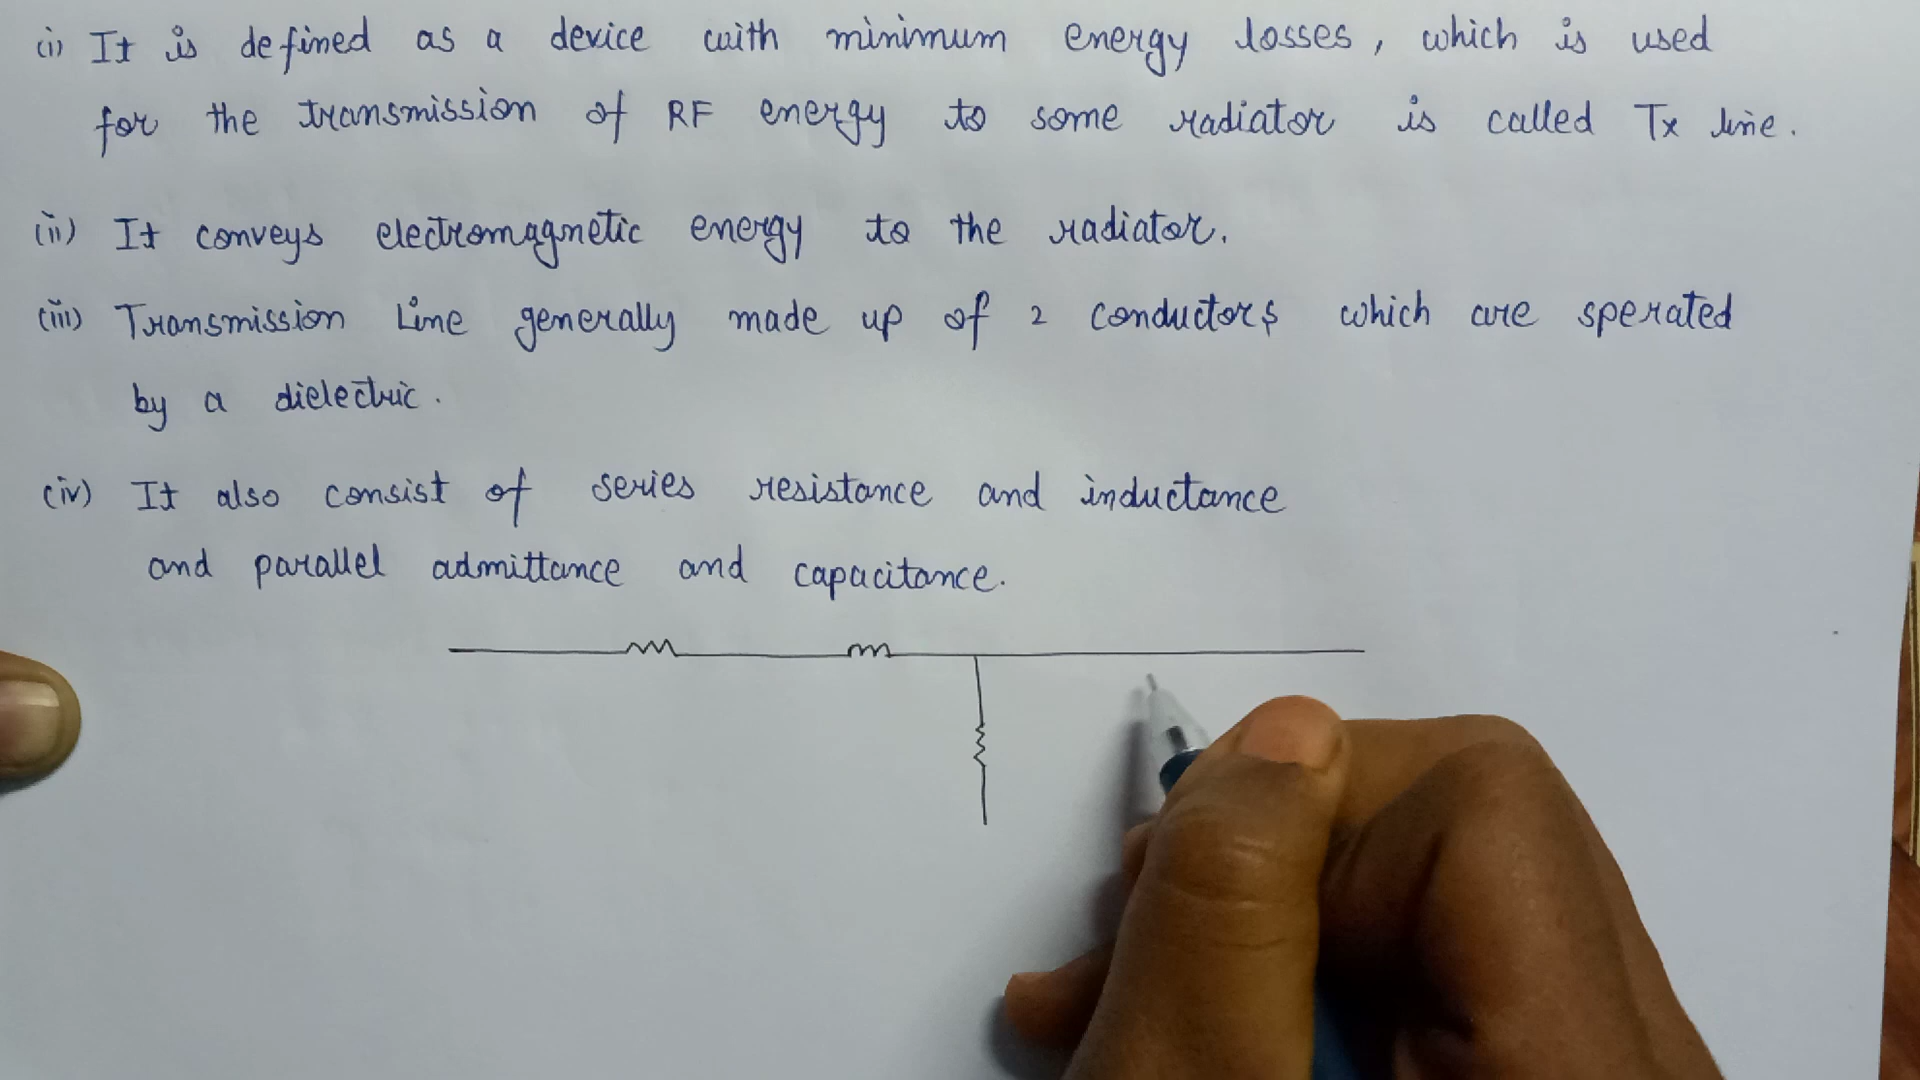 (i) It is defined as a device with minimum energy losses, which is used
for the transmission of RF energy to some radiator is called Tx line.
(ii) It conveys electromagnetic energy to the radiator.
(iii) Transmission Line generally made up of 2 conductors which are sperated
by a dielectric.
(iv) It also consist of series resistance and inductance
and parallel admittance and capacitance.